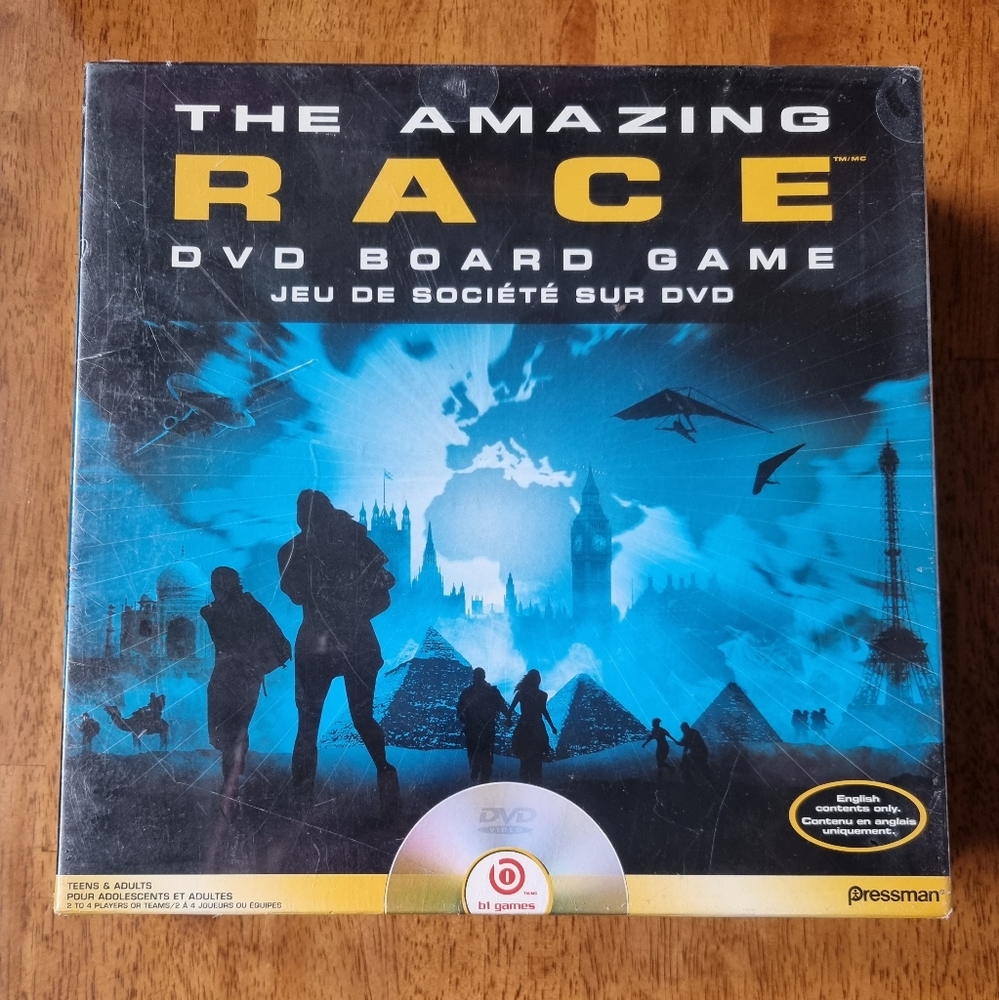 THE AMAZING
RACE TM/MC
DVD BOARD GAME
JEU DE SOCIÉTÉ SUR DVD
English
contents only.
Contenu en anglais
uniquement.
DVD
VIDEO
TEENS & ADULTS
POUR ADOLESCENTS ET ADULTES
2 TO 4 PLAYERS OR TEAMS/2 À 4 JOUEURS OU ÉQUIPES
b1 games
Pressman®